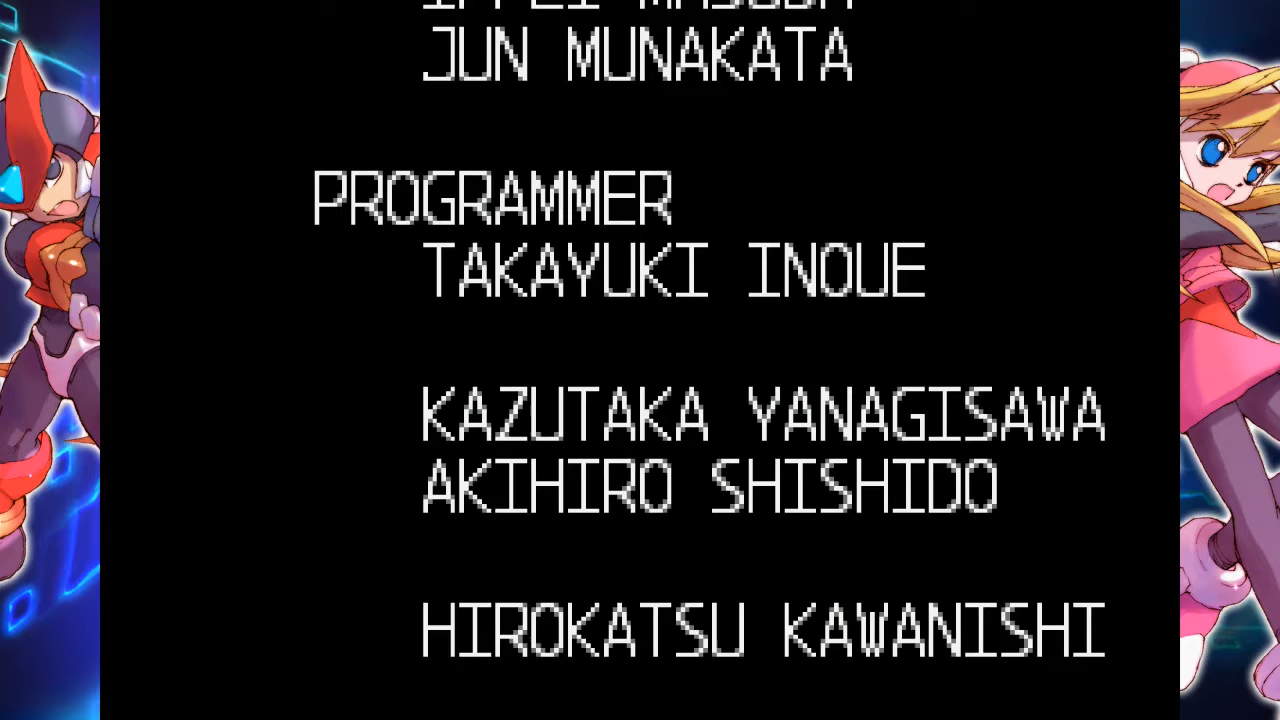 JUN MUNAKATA
PROGRAMMER
TAKAYUKI INOUE
KAZUTAKA YANAGISAWA
AKIHIRO SHISHIDO
HIROKATSU KAWANISHI